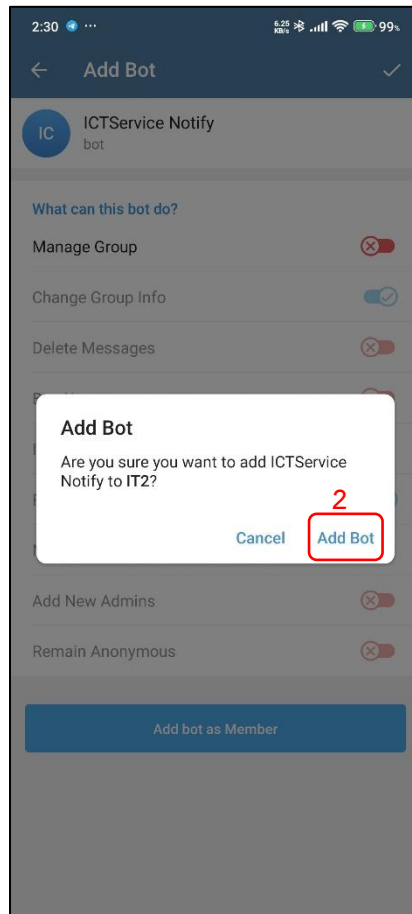 2:30 ... 6.25 KB/s 99%
Add Bot
IC ICTService Notify
bot
What can this bot do?
Manage Group
Change Group Info
Delete Messages
Add Bot
Are you sure you want to add ICTService
Notify to IT2?
2
Cancel Add Bot
Add New Admins
Remain Anonymous
Add bot as Member